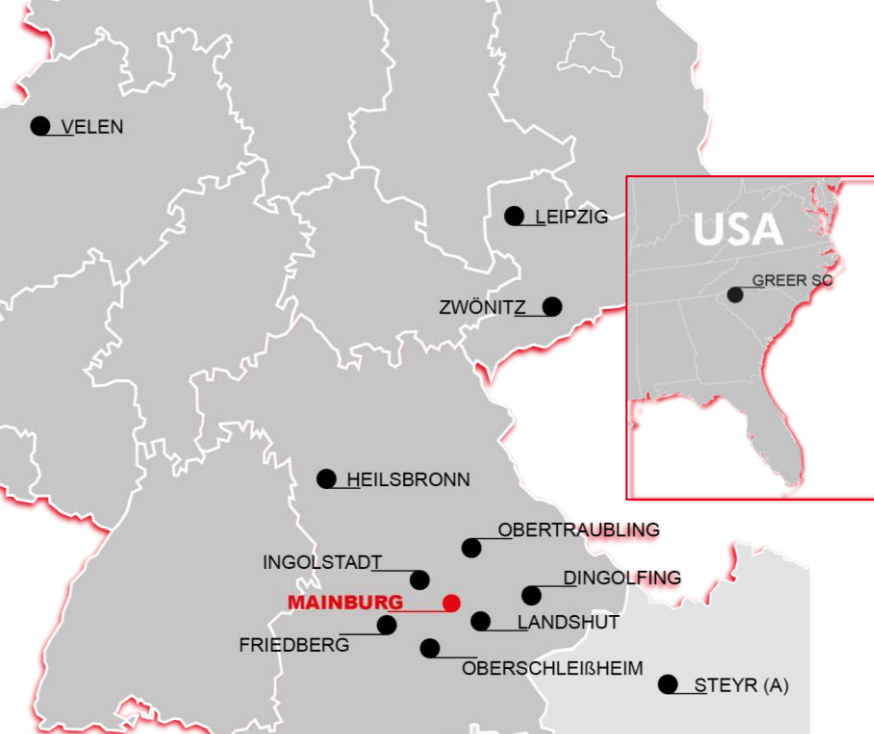 VELEN
LEIPZIG
USA
GREER SC
ZWÖNITZ
HEILSBRONN
OBERTRAUBLING
INGOLSTADT
DINGOLFING
MAINBURG
LANDSHUT
FRIEDBERG
OBERSCHLEIßHEIM
STEYR (A)